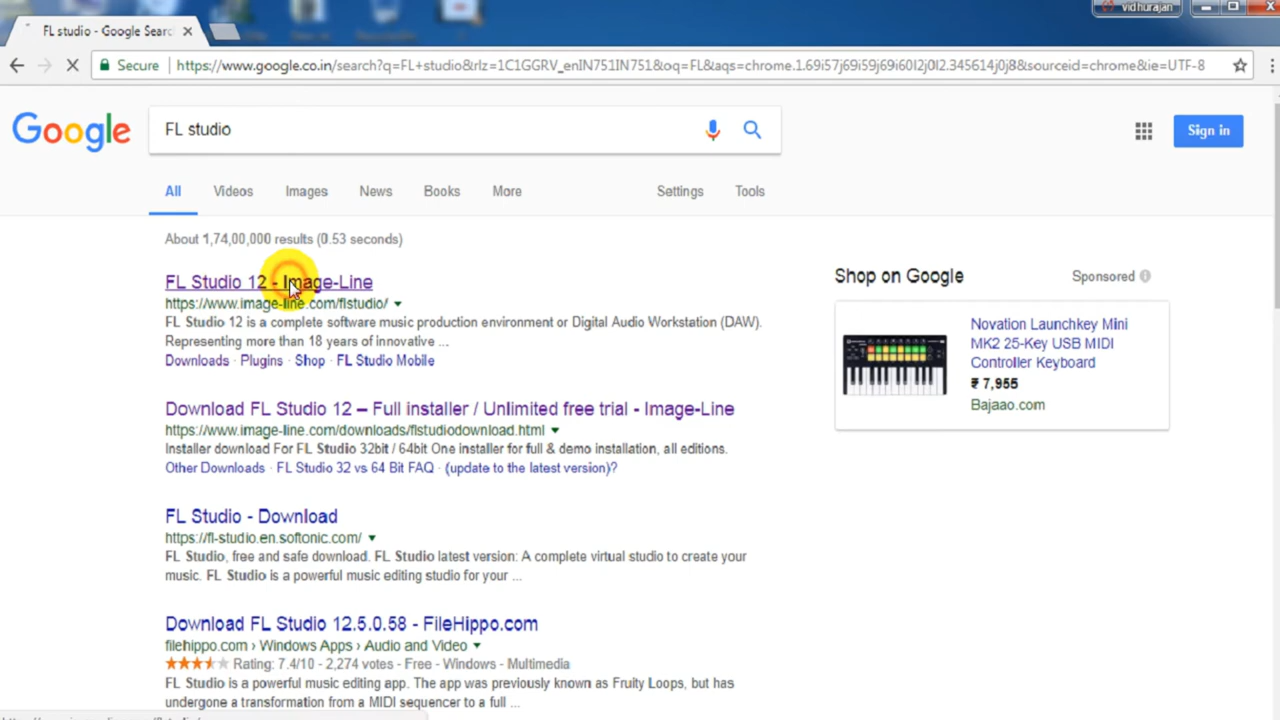 vidhurajan
FL studio - Google Searc
Secure https://www.google.co.in/search?q=FL+studio&rlz=1C1GGRV_enIN751IN751&oq=FL&aqs=chrome.1.69i57j69i59j69i60l2j0l2.345614j0j8&sourceid=chrome&ie=UTF-8
Google
FL studio
Sign in
All Videos Images News Books More Settings Tools
About 1,74,00,000 results (0.53 seconds)
FL Studio 12 - Image-Line
https://www.image-line.com/flstudio/
FL Studio 12 is a complete software music production environment or Digital Audio Workstation (DAW).
Representing more than 18 years of innovative ...
Downloads · Plugins · Shop · FL Studio Mobile
Download FL Studio 12 – Full installer / Unlimited free trial - Image-Line
https://www.image-line.com/downloads/flstudiodownload.html
Installer download For FL Studio 32bit / 64bit One installer for full & demo installation, all editions.
Other Downloads · FL Studio 32 vs 64 Bit FAQ · (update to the latest version)?
FL Studio - Download
https://fl-studio.en.softonic.com/
FL Studio, free and safe download. FL Studio latest version: A complete virtual studio to create your
music. FL Studio is a powerful music editing studio for your ...
Download FL Studio 12.5.0.58 - FileHippo.com
filehippo.com › Windows Apps › Audio and Video
Rating: 7.4/10 - 2,274 votes - Free - Windows - Multimedia
FL Studio is a powerful music editing app. The app was previously known as Fruity Loops, but has
undergone a transformation from a MIDI sequencer to a full ...
Shop on Google Sponsored
Novation Launchkey Mini
MK2 25-Key USB MIDI
Controller Keyboard
₹ 7,955
Bajaao.com